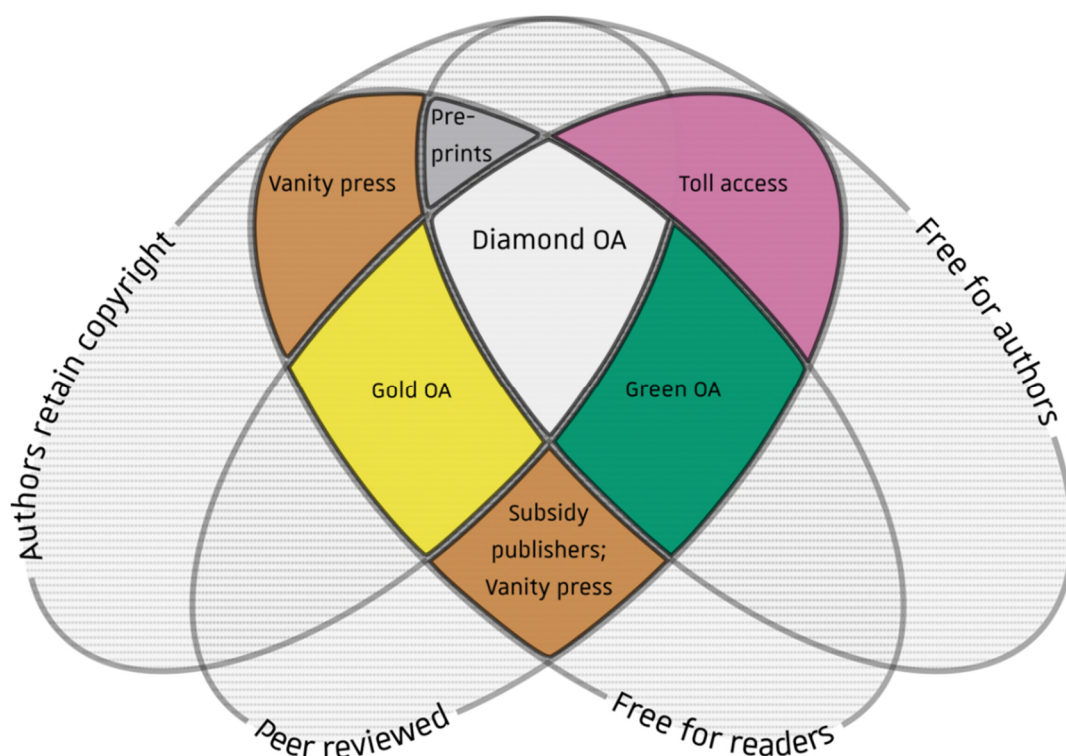 Pre-
prints
Vanity press
Toll access
Diamond OA
Gold OA
Green OA
Subsidy
publishers;
Vanity press
Authors retain copyright
Peer reviewed
Free for readers
Free for authors